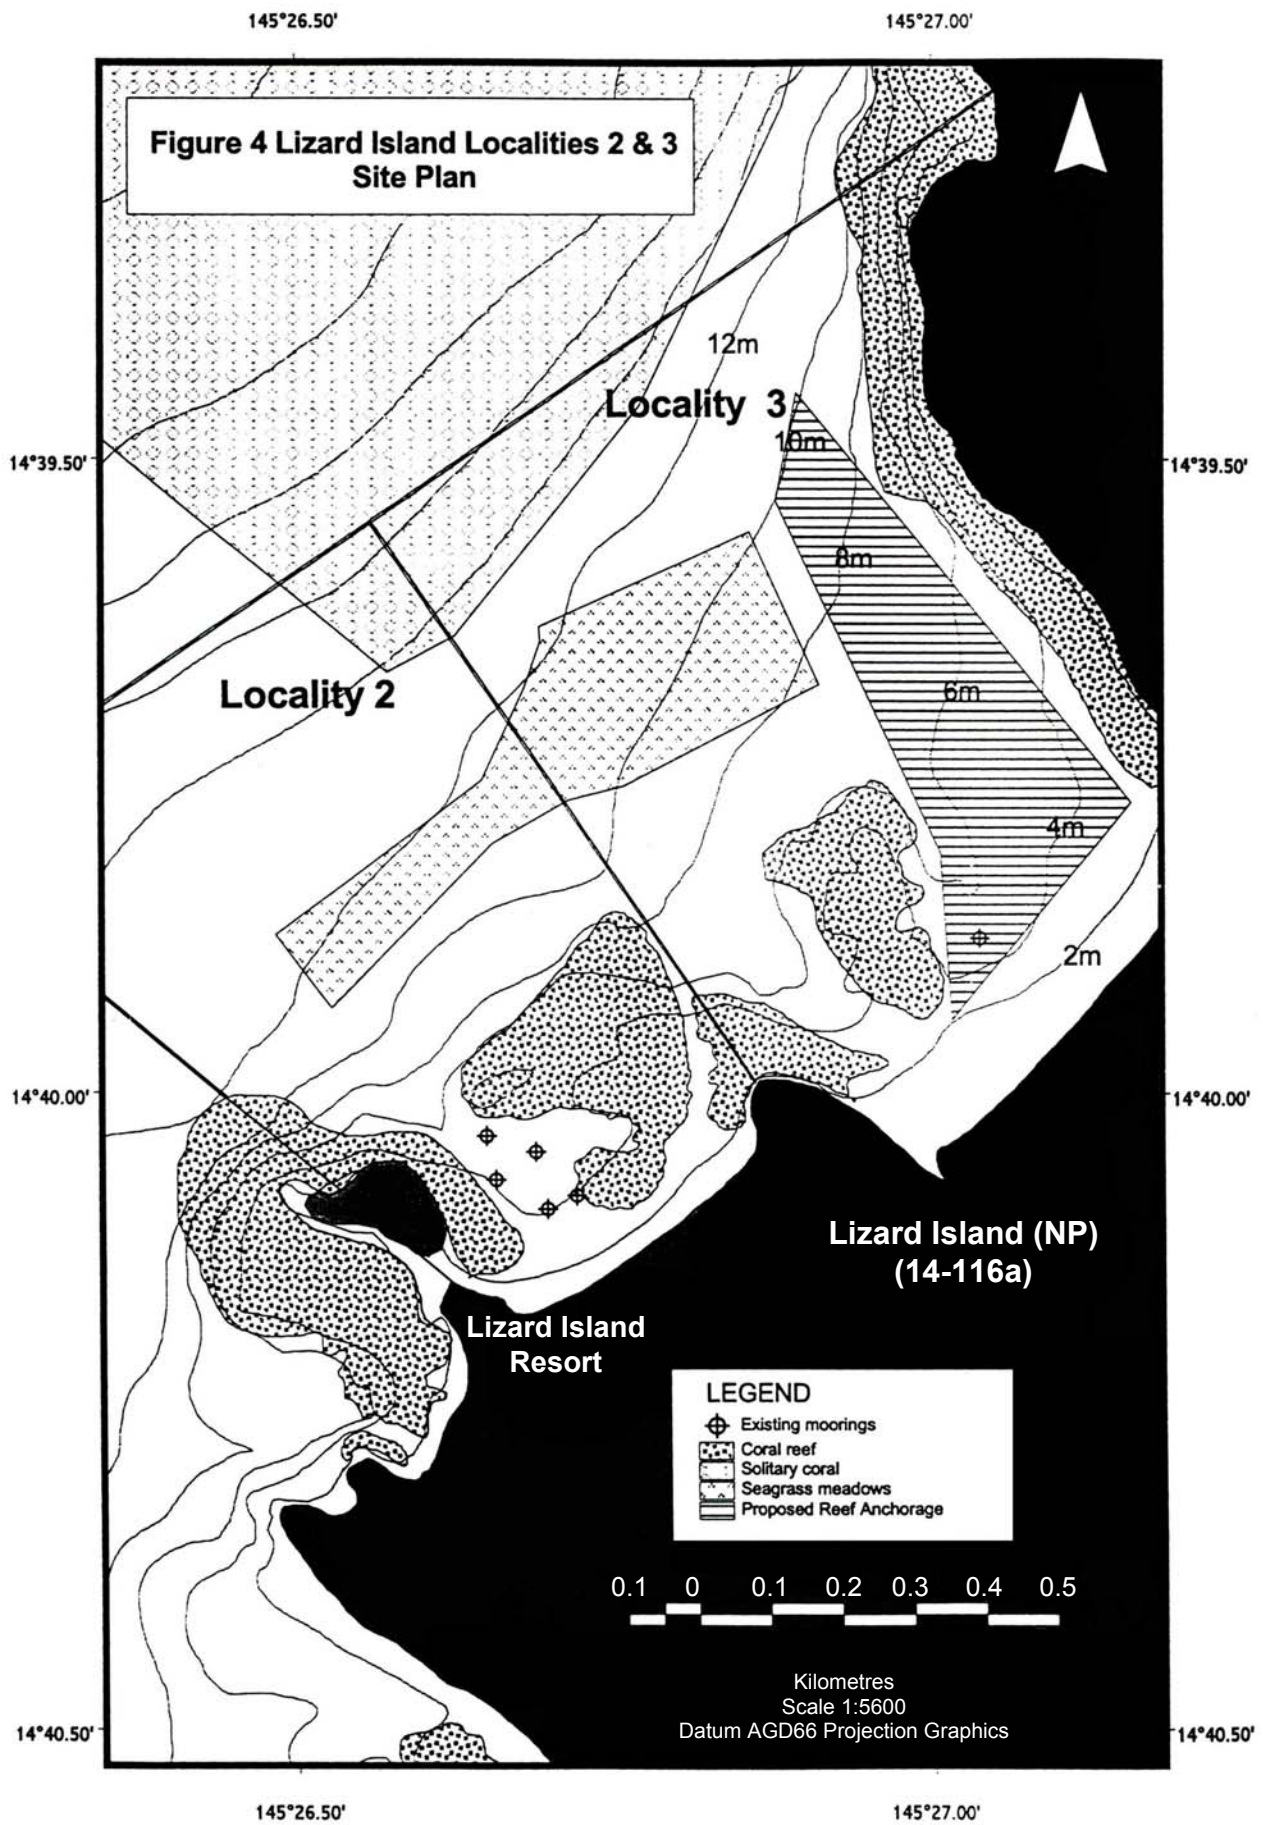 145°26.50' 145°27.00'
Figure 4 Lizard Island Localities 2 & 3
Site Plan
12m
Locality 3
10m
14°39.50' 14°39.50'
8m
Locality 2
6m
4m
2m
14°40.00' 14°40.00'
Lizard Island (NP)
(14-116a)
Lizard Island
Resort
LEGEND
Existing moorings
Coral reef
Solitary coral
Seagrass meadows
Proposed Reef Anchorage
0.1 0 0.1 0.2 0.3 0.4 0.5
Kilometres
Scale 1:5600
Datum AGD66 Projection Graphics
14°40.50' 14°40.50'
145°26.50' 145°27.00'